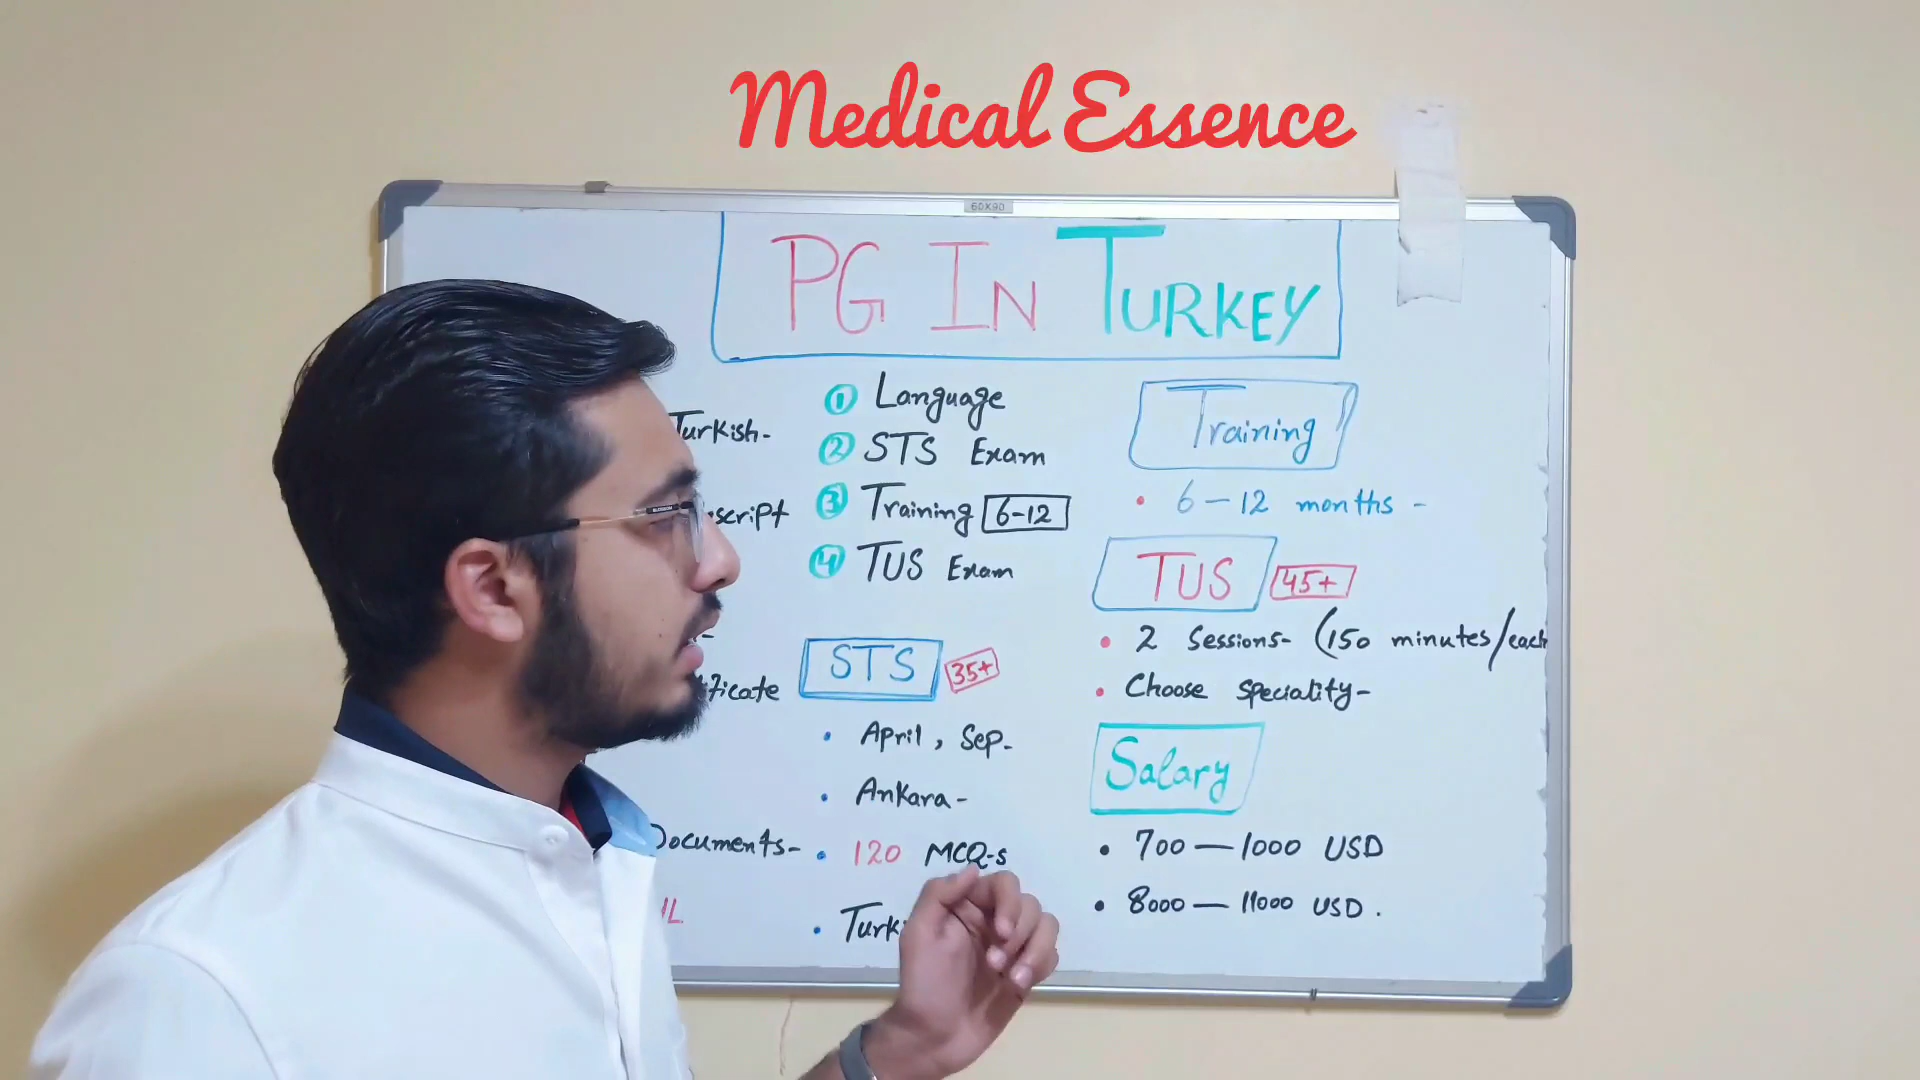 Medical Essence
60X90
PG IN TURKEY
Turkish-
script
ificate
Documents-
1 Language
2 STS Exam
3 Training 6-12
4 TUS Exam
STS 35+
• April, Sep-
• Ankara-
• 120 MCQ-s
• Turk
Training
• 6-12 months-
TUS 45+
• 2 Sessions- (150 minutes/each
• Choose speciality-
Salary
• 700-1000 USD
• 8000-11000 USD.